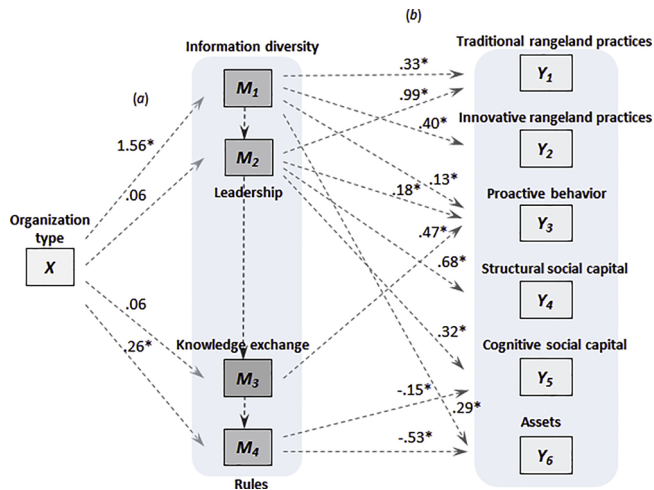 (b)
Information diversity
Traditional rangeland practices
(a)
M1
.33*
Y1
.99*
Innovative rangeland practices
1.56*
.40*
M2
Y2
.06
Leadership
.13*
.18*
Proactive behavior
Organization
type
.47*
Y3
X
.68*
Structural social capital
.06
Y4
.26*
Knowledge exchange
.32*
Cognitive social capital
M3
-.15*
Y5
.29*
Assets
M4
-.53*
Y6
Rules